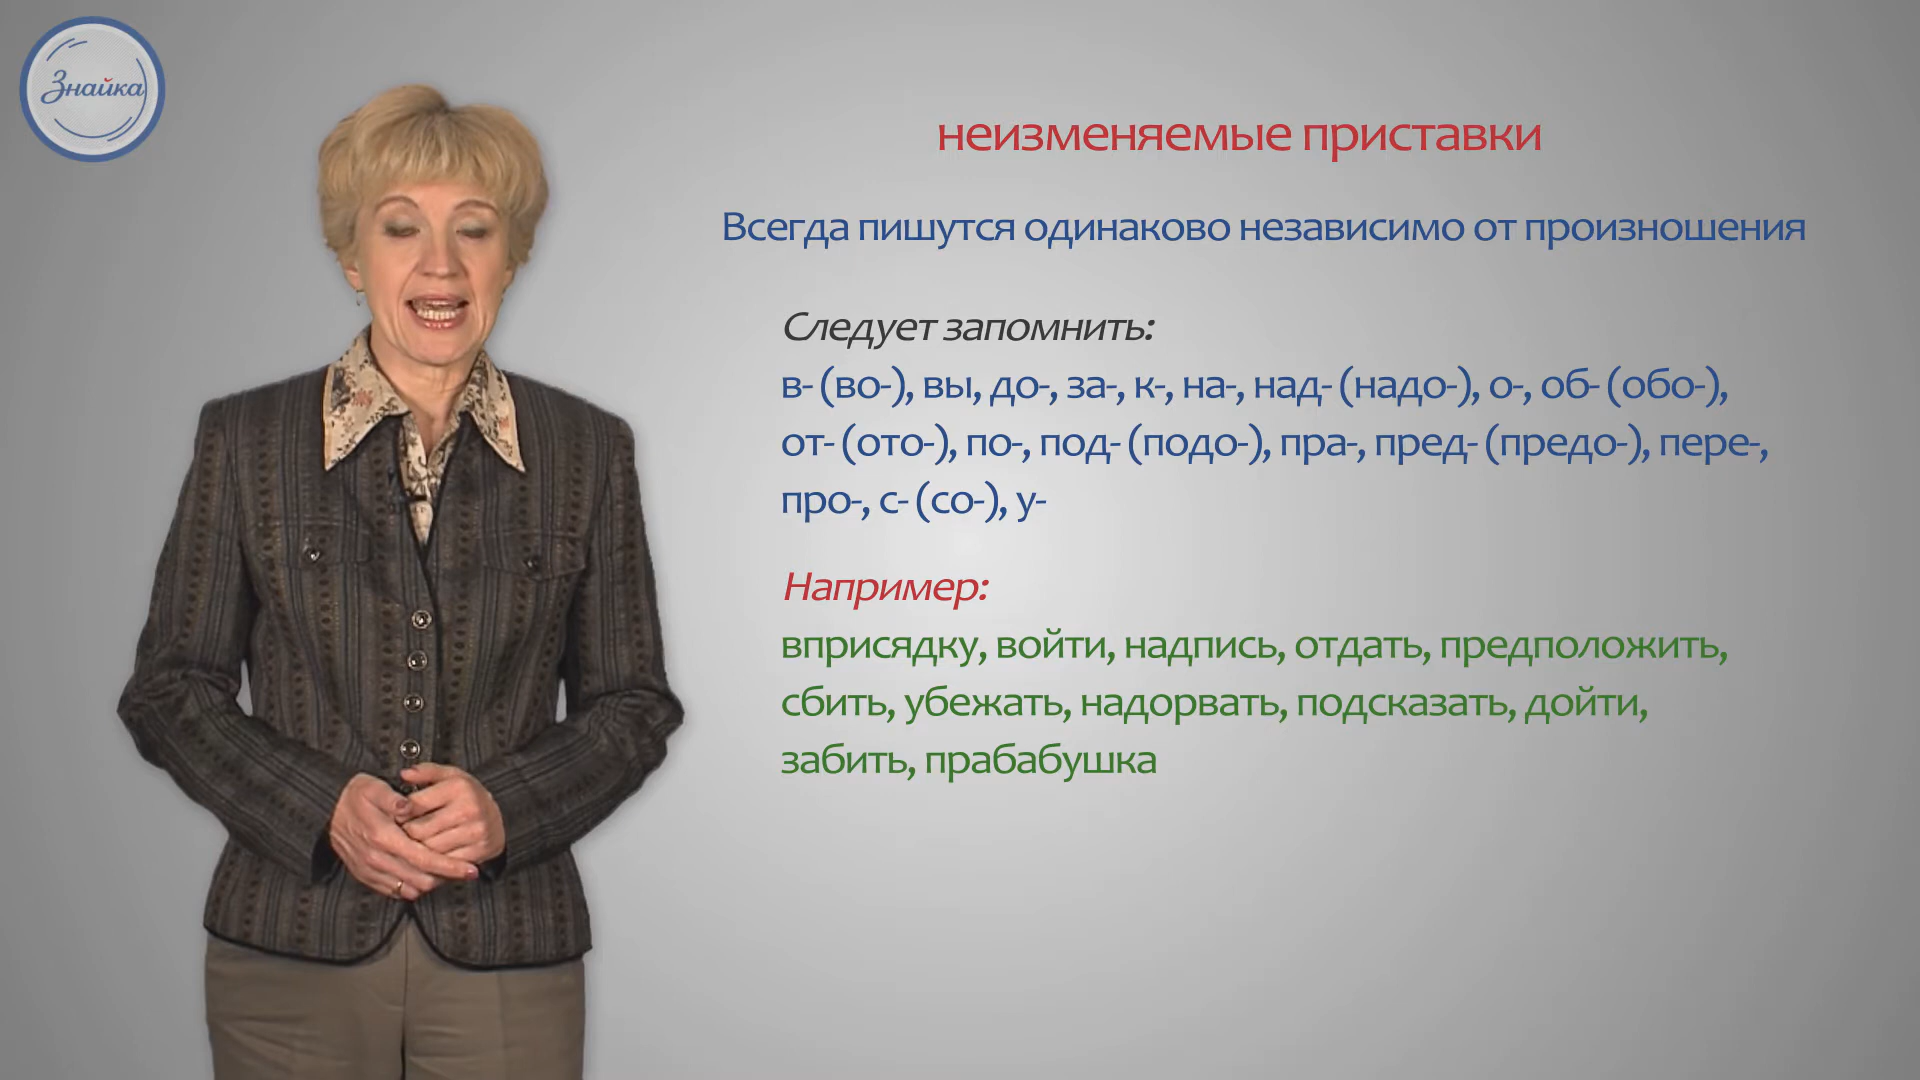 Знайка
неизменяемые приставки
Всегда пишутся одинаково независимо от произношения
Следует запомнить:
в- (во-), вы, до-, за-, к-, на-, над- (надо-), о-, об- (обо-),
от- (ото-), по-, под- (подо-), пра-, пред- (предо-), пере-,
про-, с- (со-), у-
Например:
вприсядку, войти, надпись, отдать, предположить,
сбить, убежать, надорвать, подсказать, дойти,
забить, прабабушка